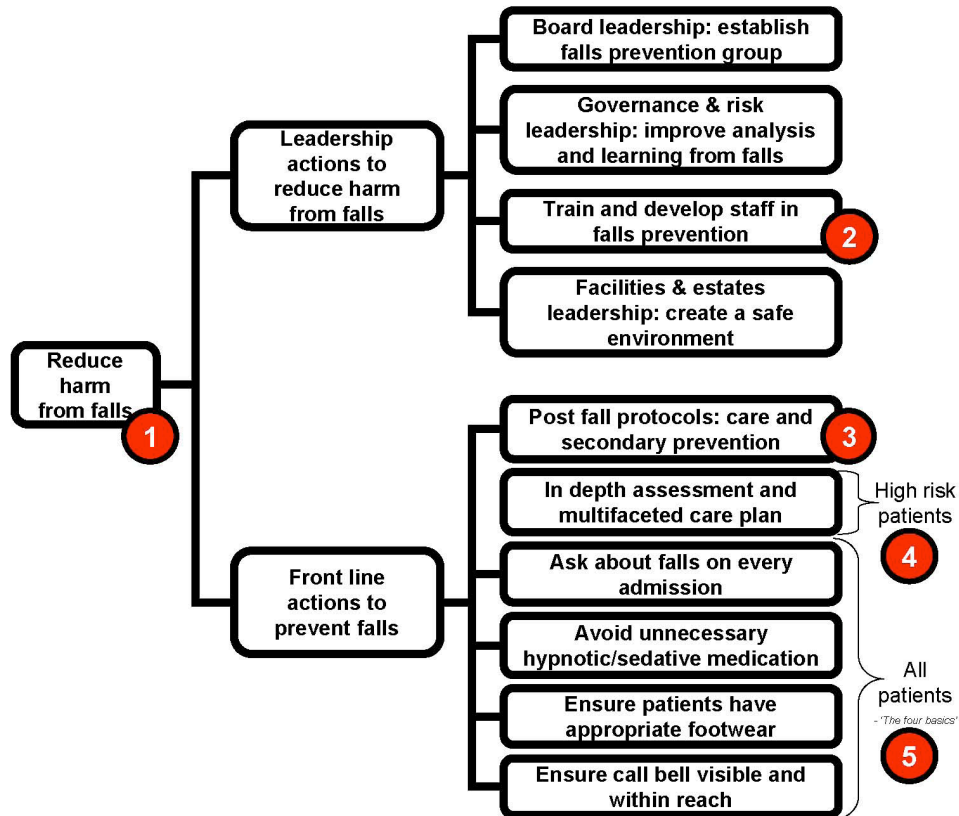 Board leadership: establish
falls prevention group
Governance & risk
leadership: improve analysis
and learning from falls
Leadership
actions to
reduce harm
from falls
Train and develop staff in
falls prevention
2
Facilities & estates
leadership: create a safe
environment
Reduce
harm
from falls
1
Post fall protocols: care and
secondary prevention
3
In depth assessment and
multifaceted care plan
High risk
patients
4
Front line
actions to
prevent falls
Ask about falls on every
admission
Avoid unnecessary
hypnotic/sedative medication
Ensure patients have
appropriate footwear
Ensure call bell visible and
within reach
All
patients
- 'The four basics'
5